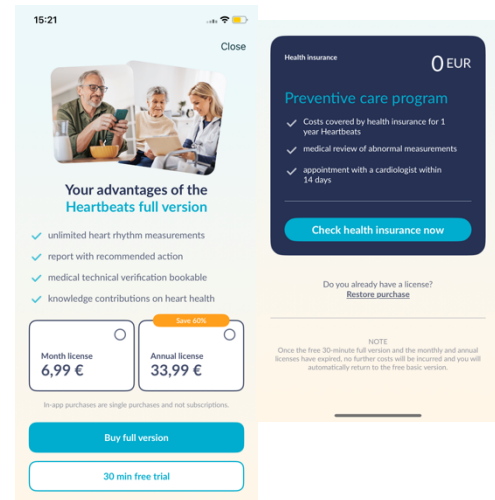 15:21
Close
Your advantages of the
Heartbeats full version
unlimited heart rhythm measurements
report with recommended action
medical technical verification bookable
knowledge contributions on heart health
Month license
6,99 €
Save 60%
Annual license
33,99 €
In-app purchases are single purchases and not subscriptions.
Buy full version
30 min free trial
Health insurance
0 EUR
Preventive care program
Costs covered by health insurance for 1
year Heartbeats
medical review of abnormal measurements
appointment with a cardiologist within
14 days
Check health insurance now
Do you already have a license?
Restore purchase
NOTE
Once the free 30-minute full version and the monthly and annual
licenses have expired, no further costs will be incurred and you will
automatically return to the free basic version.